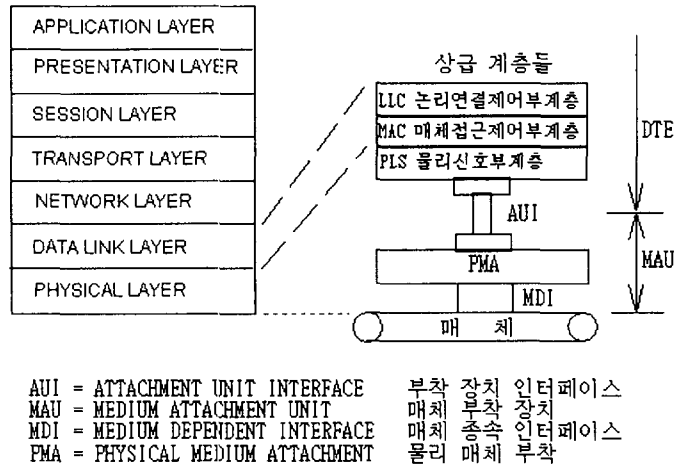 APPLICATION LAYER
PRESENTATION LAYER
SESSION LAYER
TRANSPORT LAYER
NETWORK LAYER
DATA LINK LAYER
PHYSICAL LAYER
상급 계층들
LLC 논리연결제어부계층
MAC 매체접근제어부계층
PLS 물리신호부계층
DTE
AUI
PMA
MAU
MDI
매 체
AUI = ATTACHMENT UNIT INTERFACE 부착 장치 인터페이스
MAU = MEDIUM ATTACHMENT UNIT 매체 부착 장치
MDI = MEDIUM DEPENDENT INTERFACE 매체 종속 인터페이스
PMA = PHYSICAL MEDIUM ATTACHMENT 물리 매체 부착